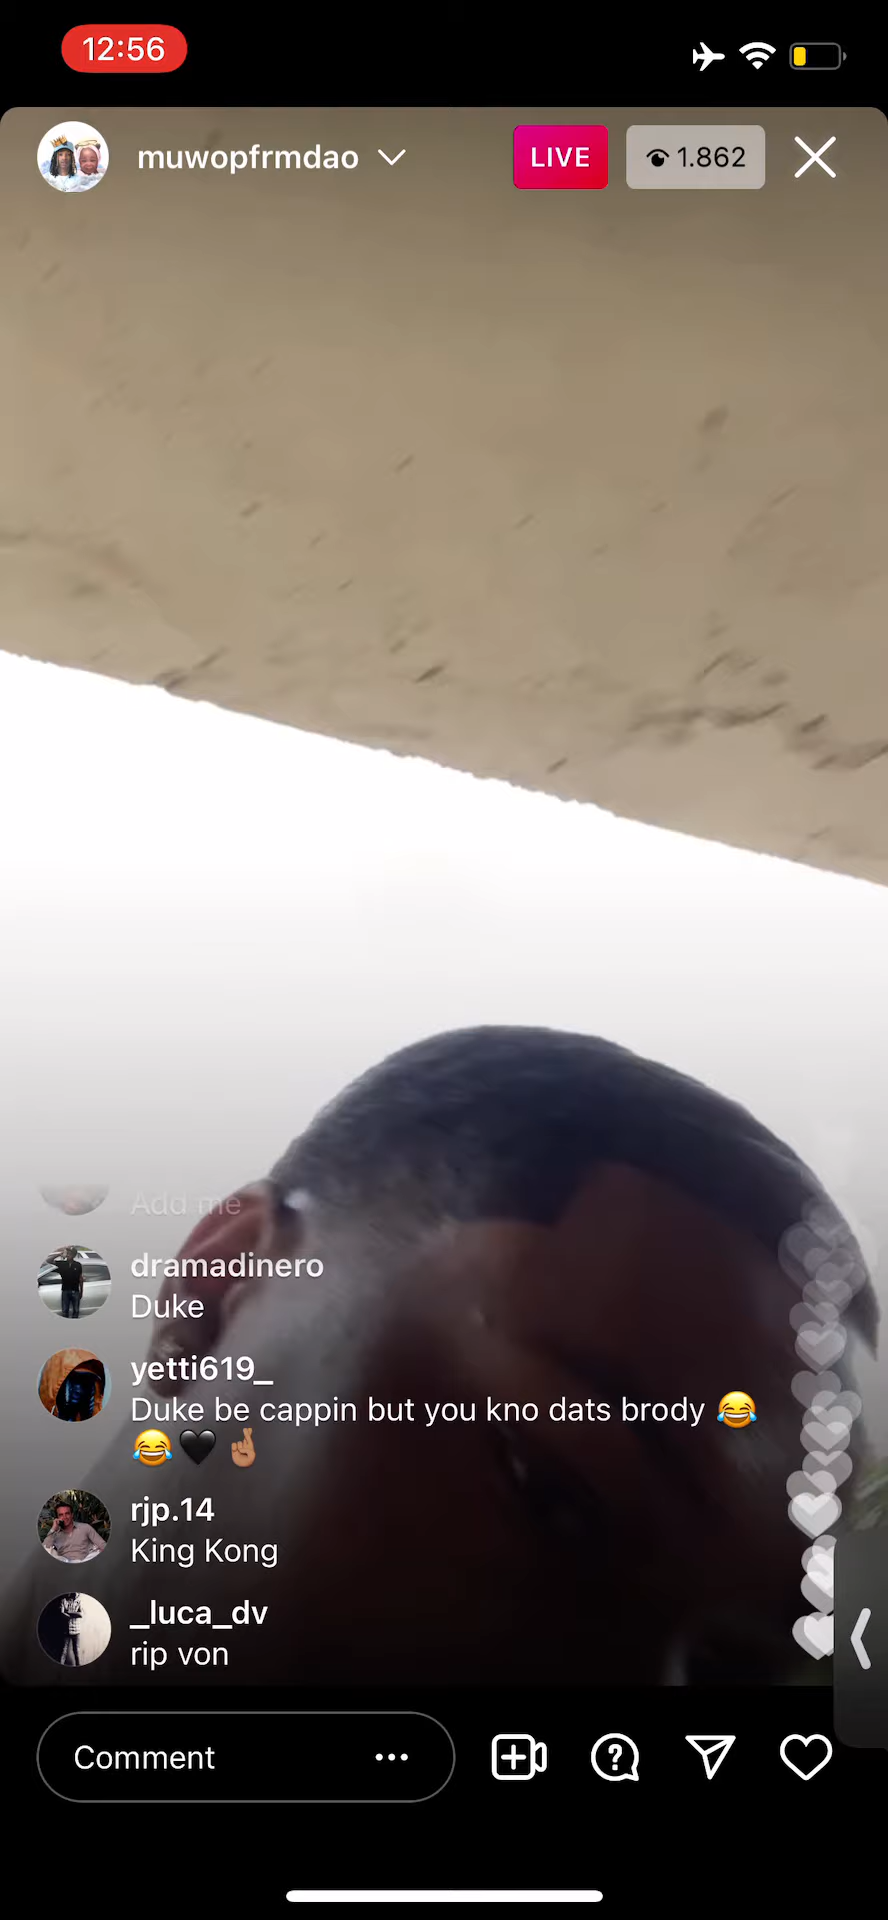 12:56
muwopfrmdao
LIVE
1.862
Add me
dramadinero
Duke
yetti619_
Duke be cappin but you kno dats brody 😂
😂🖤🤞🏽
rjp.14
King Kong
_luca_dv
rip von
Comment